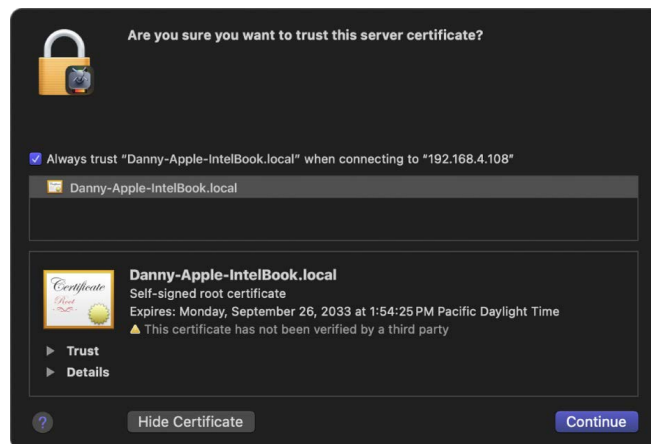 Are you sure you want to trust this server certificate?
Always trust “Danny-Apple-IntelBook.local” when connecting to “192.168.4.108”
Danny-Apple-IntelBook.local
Certificate
Root
Danny-Apple-IntelBook.local
Self-signed root certificate
Expires: Monday, September 26, 2033 at 1:54:25 PM Pacific Daylight Time
This certificate has not been verified by a third party
Trust
Details
?
Hide Certificate
Continue